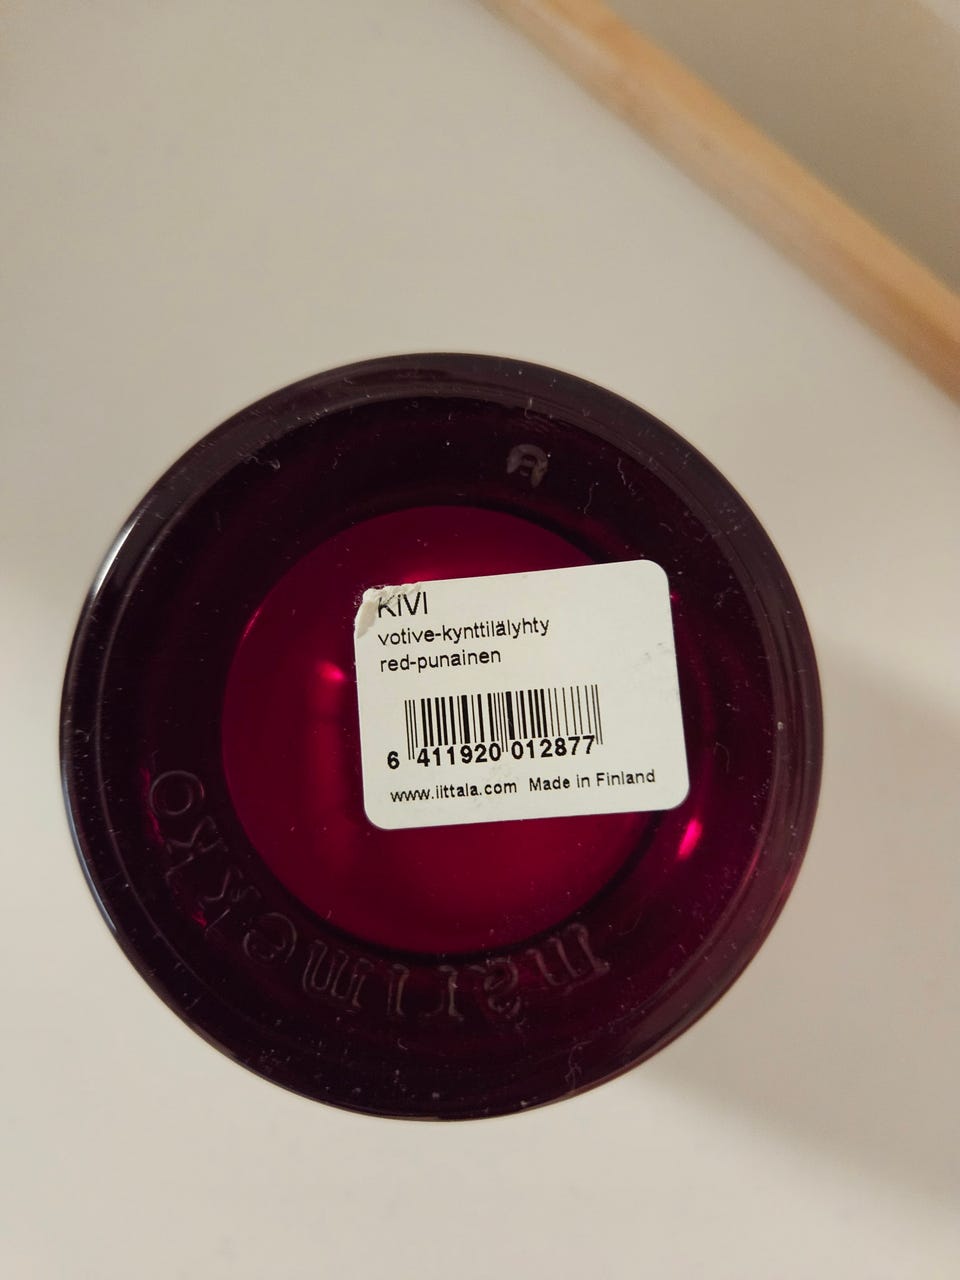 KIVI
votive-kynttilälyhty
red-punainen
6 411920 012877
www.iittala.com Made in Finland
marimekko